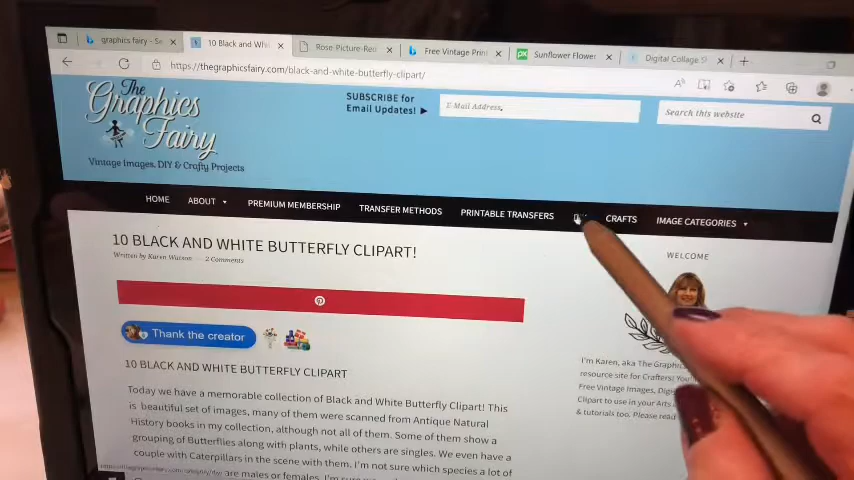 graphics fairy - Se
10 Black and Whi
Rose-Picture-Ret
Free Vintage Prin
Sunflower Flower
Digital Collage S
https://thegraphicsfairy.com/black-and-white-butterfly-clipart/
The
Graphics
Fairy
Vintage Images, DIY & Crafty Projects
SUBSCRIBE for
Email Updates!
E-Mail Address
Search this website
HOME ABOUT PREMIUM MEMBERSHIP TRANSFER METHODS PRINTABLE TRANSFERS CRAFTS IMAGE CATEGORIES
10 BLACK AND WHITE BUTTERFLY CLIPART!
Written by Karen Watson 2 Comments
WELCOME
Thank the creator
10 BLACK AND WHITE BUTTERFLY CLIPART
Today we have a memorable collection of Black and White Butterfly Clipart! This
is beautiful set of images, many of them were scanned from Antique Natural
History books in my collection, although not all of them. Some of them show a
grouping of Butterflies along with plants, while others are singles. We even have a
couple with Caterpillars in the scene with them. I'm not sure which species a lot of
are males or females, I'm
I'm Karen, aka The Graphi
resource site for Crafters! You
Free Vintage Images, Digi
Clipart to use in your Arts
& tutorials too. Please read